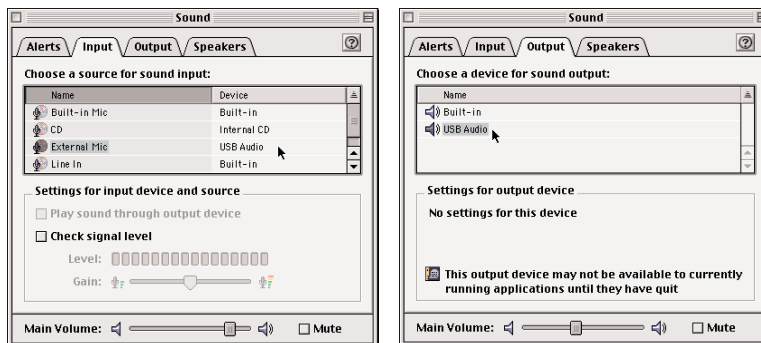 Sound
Alerts Input Output Speakers ?
Choose a source for sound input:
Name Device
Built-in Mic Built-in
CD Internal CD
External Mic USB Audio
Line In Built-in
Settings for input device and source
Play sound through output device
Check signal level
Level:
Gain:
Main Volume: Mute
Sound
Alerts Input Output Speakers ?
Choose a device for sound output:
Name
Built-in
USB Audio
Settings for output device
No settings for this device
This output device may not be available to currently
running applications until they have quit
Main Volume: Mute